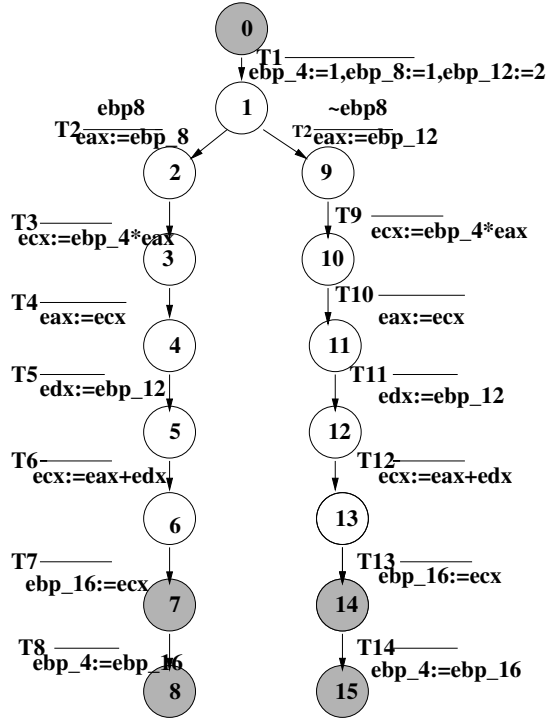 0
T1
ebp_4:=1,ebp_8:=1,ebp_12:=2
1
ebp8
T2
eax:=ebp_8
~ebp8
T2
eax:=ebp_12
2
9
T3
ecx:=ebp_4*eax
T9
ecx:=ebp_4*eax
3
10
T4
eax:=ecx
T10
eax:=ecx
4
11
T5
edx:=ebp_12
T11
edx:=ebp_12
5
12
T6
ecx:=eax+edx
T12
ecx:=eax+edx
6
13
T7
ebp_16:=ecx
T13
ebp_16:=ecx
7
14
T8
ebp_4:=ebp_16
T14
ebp_4:=ebp_16
8
15